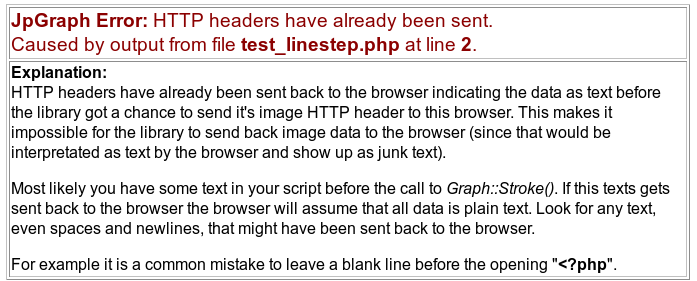 JpGraph Error: HTTP headers have already been sent.
Caused by output from file test_linestep.php at line 2.
Explanation:
HTTP headers have already been sent back to the browser indicating the data as text before
the library got a chance to send it's image HTTP header to this browser. This makes it
impossible for the library to send back image data to the browser (since that would be
interpretated as text by the browser and show up as junk text).
Most likely you have some text in your script before the call to Graph::Stroke(). If this texts gets
sent back to the browser the browser will assume that all data is plain text. Look for any text,
even spaces and newlines, that might have been sent back to the browser.
For example it is a common mistake to leave a blank line before the opening "<?php".